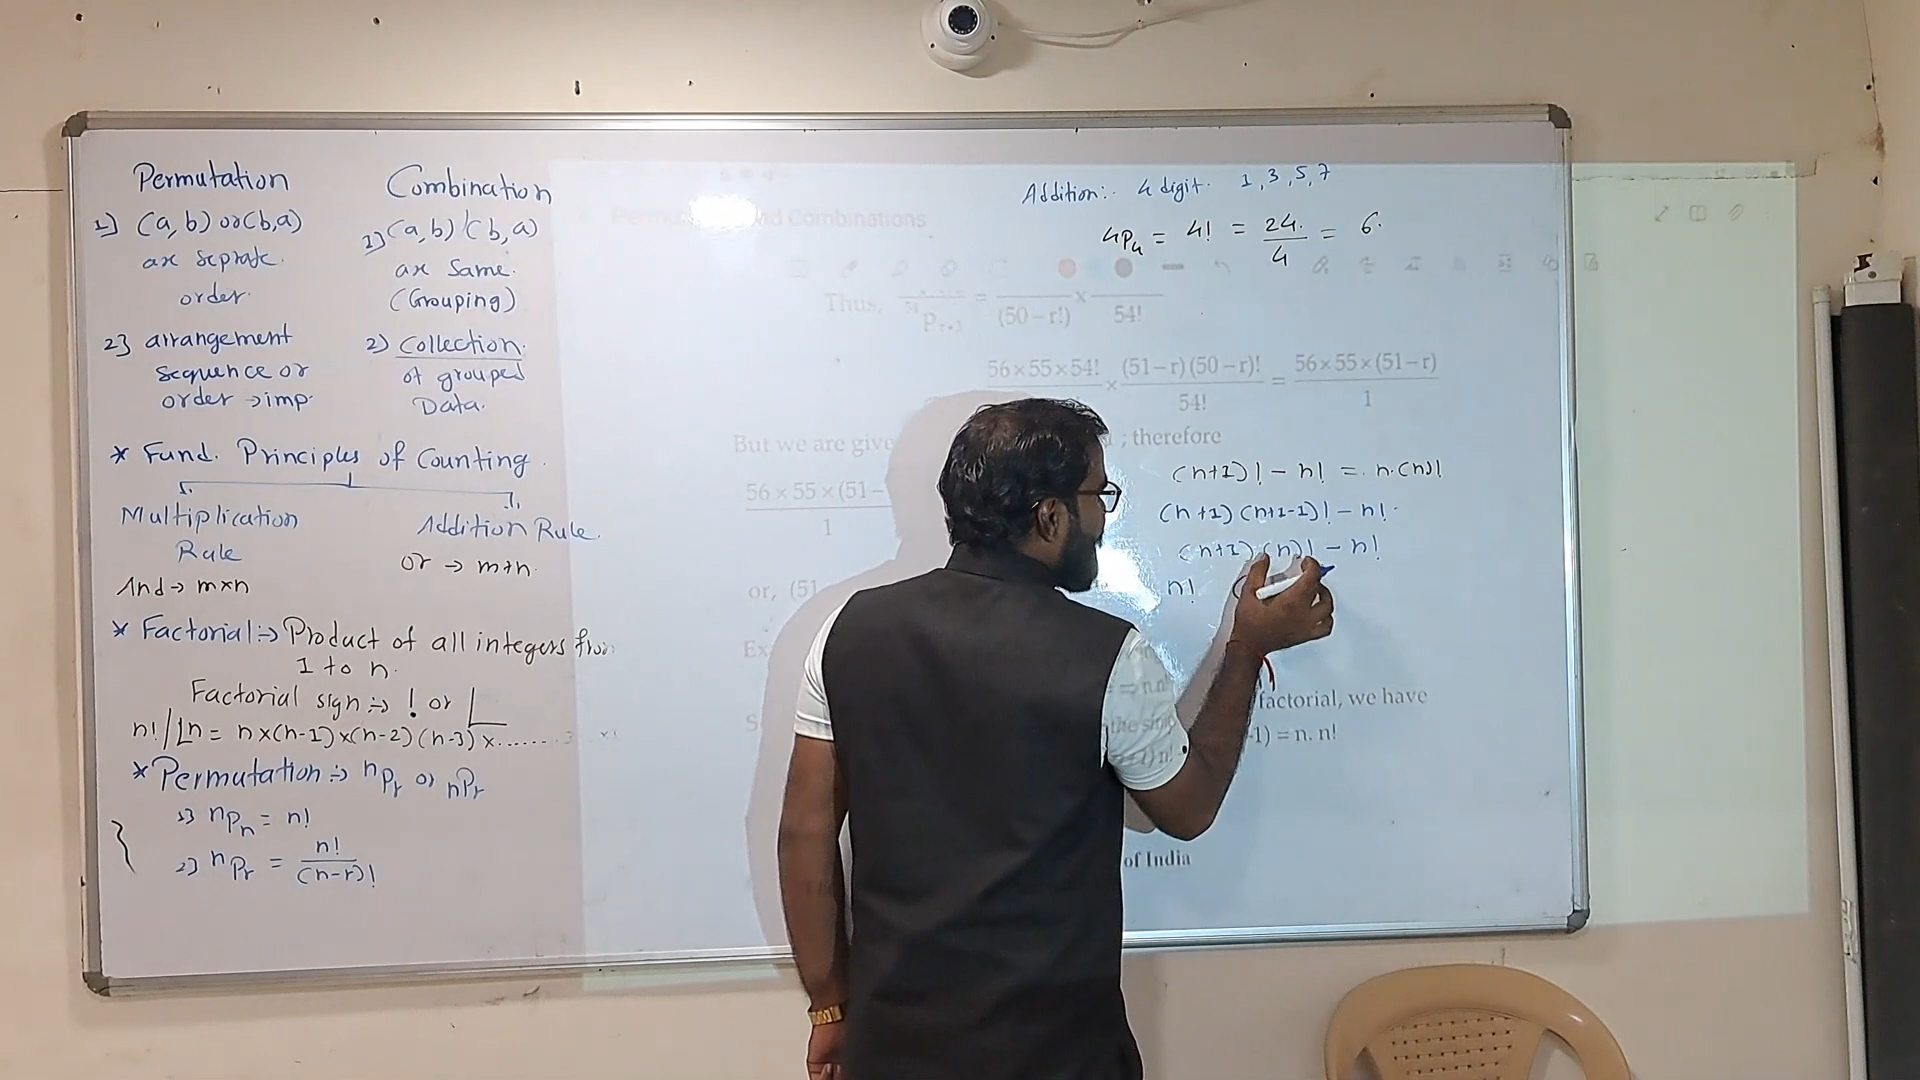 Permutation
1) (a, b) or (b, a)
are seprate.
order.
2) arrangement
sequence or
order → imp.
Combination
1) (a, b) / (b, a)
are same.
(Grouping)
2) Collection.
of grouped
Data.
* Fund. Principles of Counting.
Multiplication
Rule
And → m×n
Addition Rule.
or → m+n.
* Factorial :→ Product of all integers from
1 to n.
Factorial sign :→ ! or
n! / = n×(n-1)×(n-2)(n-3)×.......
* Permutation :→ nPr or nPr
1) nPn = n!
2) nPr = n! / (n-r)!
Addition:. 4 digit. 1, 3, 5, 7
4P4 = 4! = 24. / 4 = 6.
and Combinations
Thus, = (50-r!) × 54!
56×55×54! × (51-r)(50-r)! / 54! = 56×55×(51-r) / 1
But we are give ; therefore
56×55×(51- / 1
or, (51
(n+1)! - n! = n.(n)!
(n+1)(n+1-1)! - n!.
(n+1).(n)! - n!
n! (
factorial, we have
1) = n. n!
of India